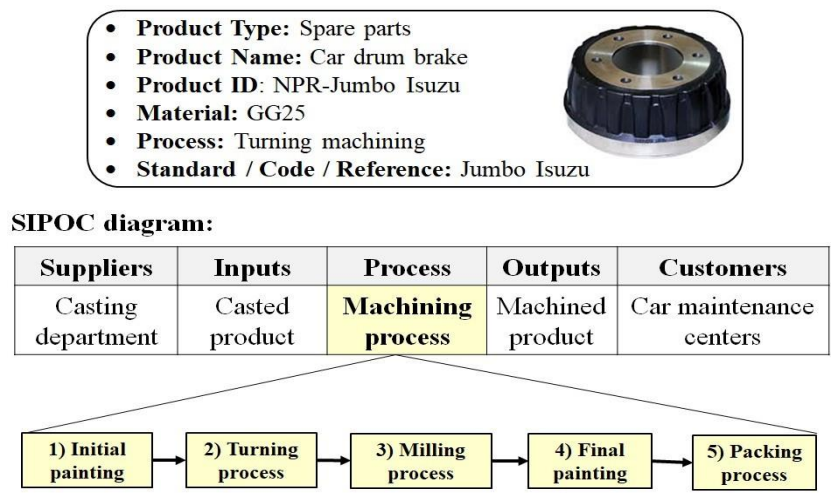 • Product Type: Spare parts
• Product Name: Car drum brake
• Product ID: NPR-Jumbo Isuzu
• Material: GG25
• Process: Turning machining
• Standard / Code / Reference: Jumbo Isuzu
SIPOC diagram:
Suppliers Inputs Process Outputs Customers
Casting department Casted product Machining process Machined product Car maintenance centers
1) Initial painting
2) Turning process
3) Milling process
4) Final painting
5) Packing process